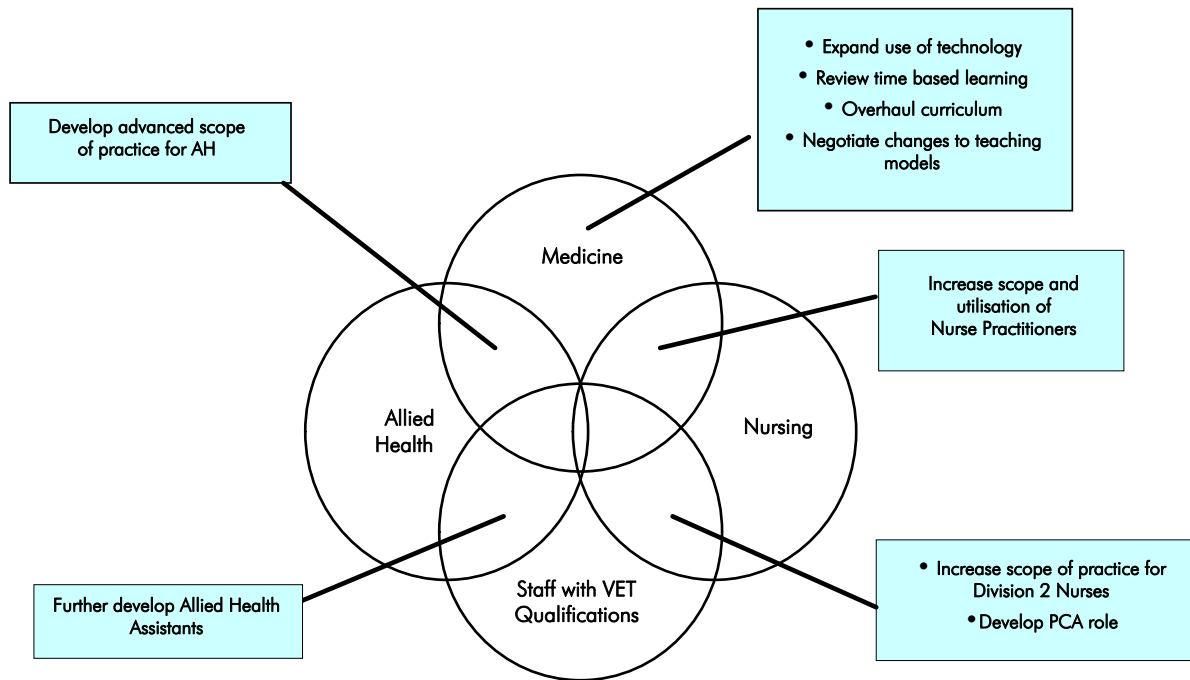 • Expand use of technology
• Review time based learning
• Overhaul curriculum
• Negotiate changes to teaching
models
Develop advanced scope
of practice for AH
Medicine
Increase scope and
utilisation of
Nurse Practitioners
Allied
Health
Nursing
Staff with VET
Qualifications
Further develop Allied Health
Assistants
• Increase scope of practice for
Division 2 Nurses
• Develop PCA role